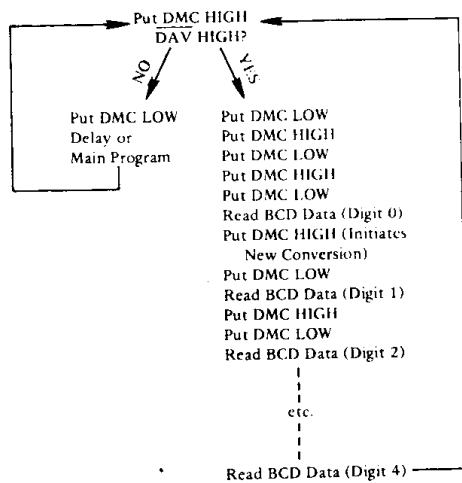 Put DMC HIGH
DAV HIGH?
NO
YES
Put DMC LOW
Delay or
Main Program
Put DMC LOW
Put DMC HIGH
Put DMC LOW
Put DMC HIGH
Put DMC LOW
Read BCD Data (Digit 0)
Put DMC HIGH (Initiates
New Conversion)
Put DMC LOW
Read BCD Data (Digit 1)
Put DMC HIGH
Put DMC LOW
Read BCD Data (Digit 2)
etc.
Read BCD Data (Digit 4)